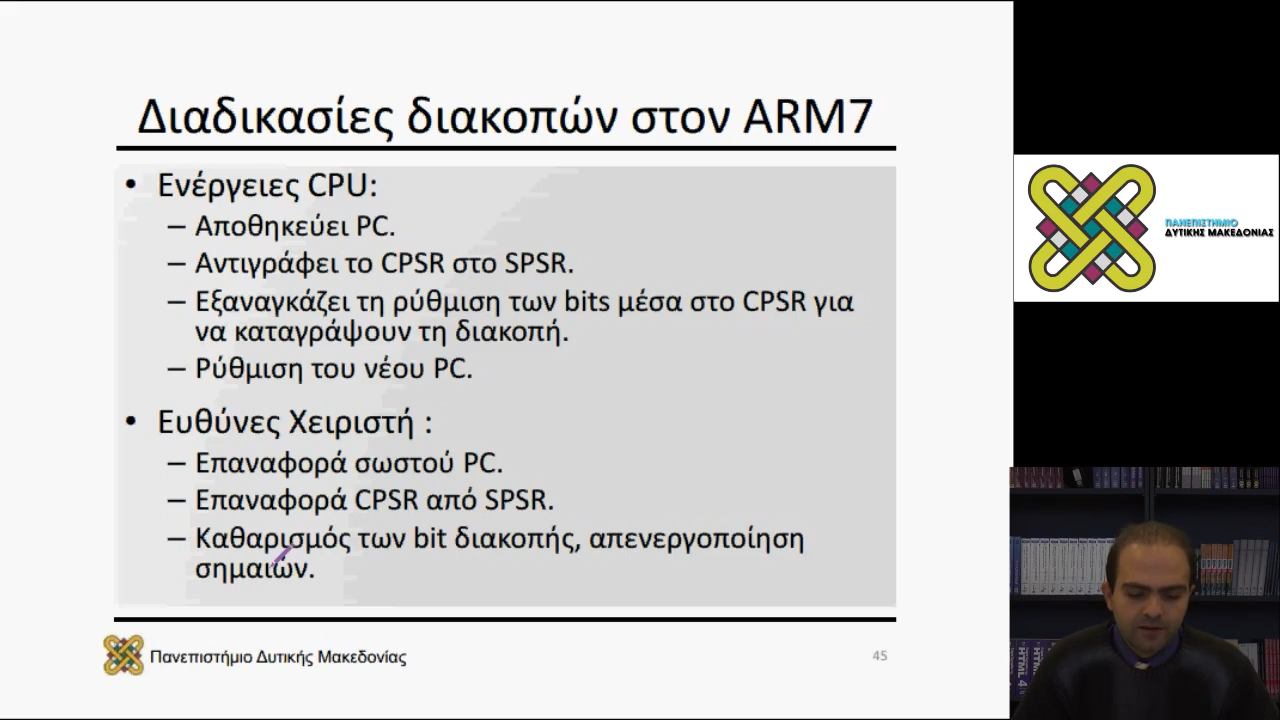 Διαδικασίες διακοπών στον ARM7
• Ενέργειες CPU:
– Αποθηκεύει PC.
– Αντιγράφει το CPSR στο SPSR.
– Εξαναγκάζει τη ρύθμιση των bits μέσα στο CPSR για
να καταγράψουν τη διακοπή.
– Ρύθμιση του νέου PC.
• Ευθύνες Χειριστή :
– Επαναφορά σωστού PC.
– Επαναφορά CPSR από SPSR.
– Καθαρισμός των bit διακοπής, απενεργοποίηση
σημαιών.
Πανεπιστήμιο Δυτικής Μακεδονίας
45
ΠΑΝΕΠΙΣΤΗΜΙΟ
ΔΥΤΙΚΗΣ ΜΑΚΕΔΟΝΙΑΣ
HTML 4